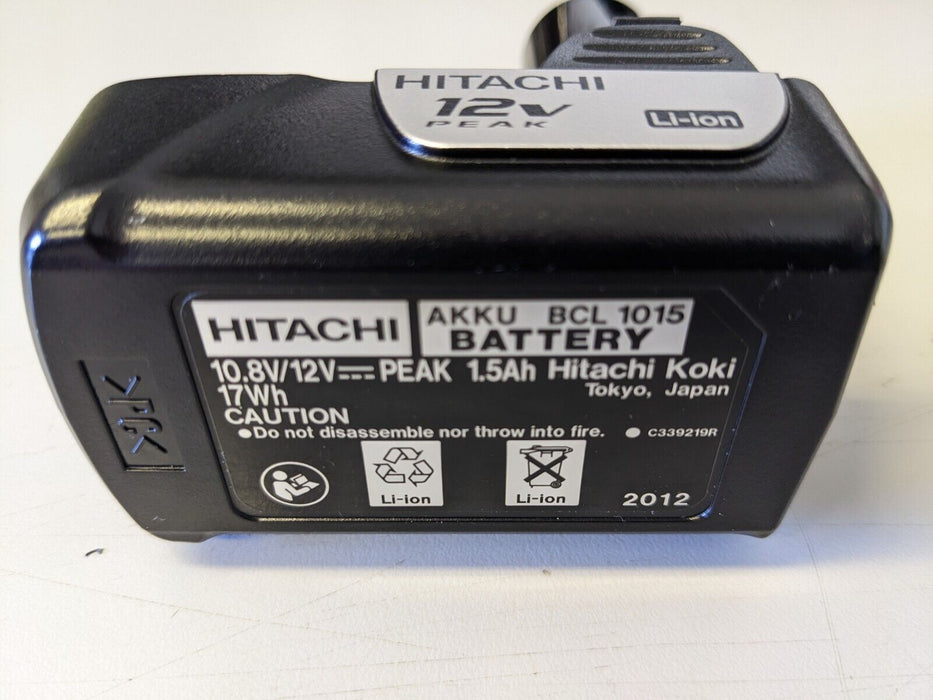 HITACHI
12V
PEAK
Li-ion
HITACHI
AKKU BCL 1015
BATTERY
10.8V/12V⎓PEAK 1.5Ah Hitachi Koki
17Wh Tokyo, Japan
CAUTION
●Do not disassemble nor throw into fire. ● C339219R
Li-ion
Li-ion
2012